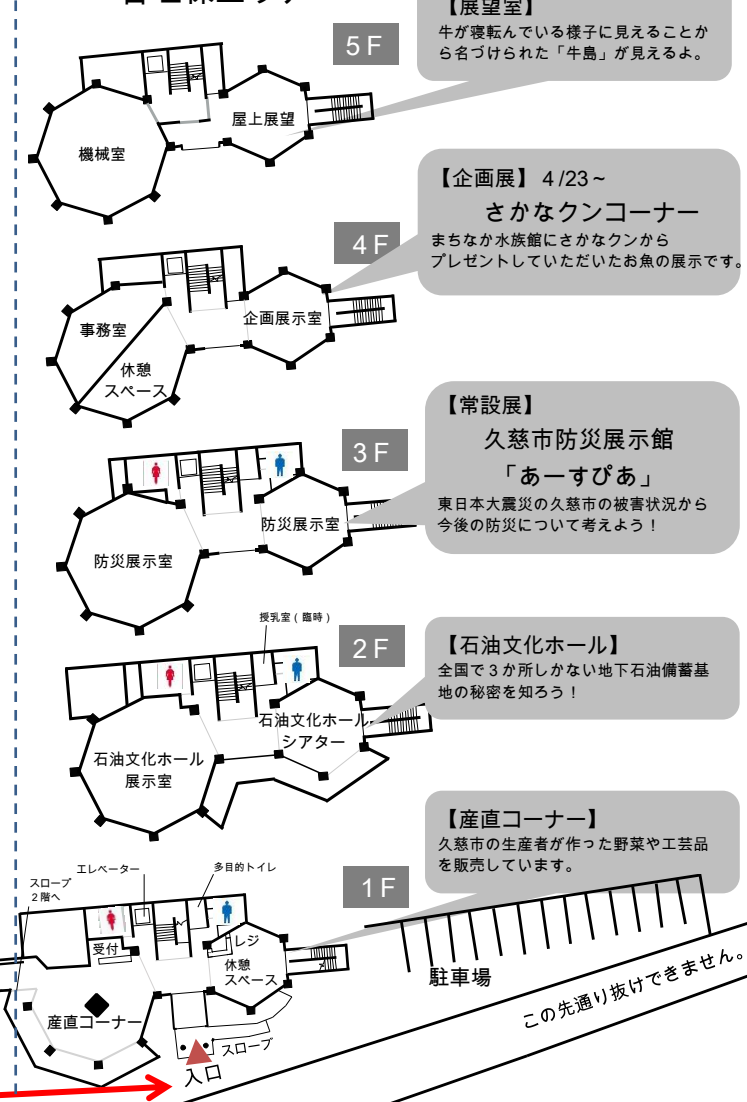 【展望室】
牛が寝転んでいる様子に見えることか
ら名づけられた「牛島」が見えるよ。
5F
屋上展望
機械室
【企画展】4/23~
さかなクンコーナー
まちなか水族館にさかなクンから
プレゼントしていただいたお魚の展示です。
4F
企画展示室
事務室
休憩
スペース
【常設展】
久慈市防災展示館
「あーすぴあ」
東日本大震災の久慈市の被害状況から
今後の防災について考えよう！
3F
防災展示室
防災展示室
授乳室（臨時）
2F
【石油文化ホール】
全国で３か所しかない地下石油備蓄基
地の秘密を知ろう！
石油文化ホール
シアター
石油文化ホール
展示室
【産直コーナー】
久慈市の生産者が作った野菜や工芸品
を販売しています。
1F
エレベーター
多目的トイレ
スロープ
２階へ
受付
レジ
休憩
スペース
産直コーナー
スロープ
入口
駐車場
この先通り抜けできません。